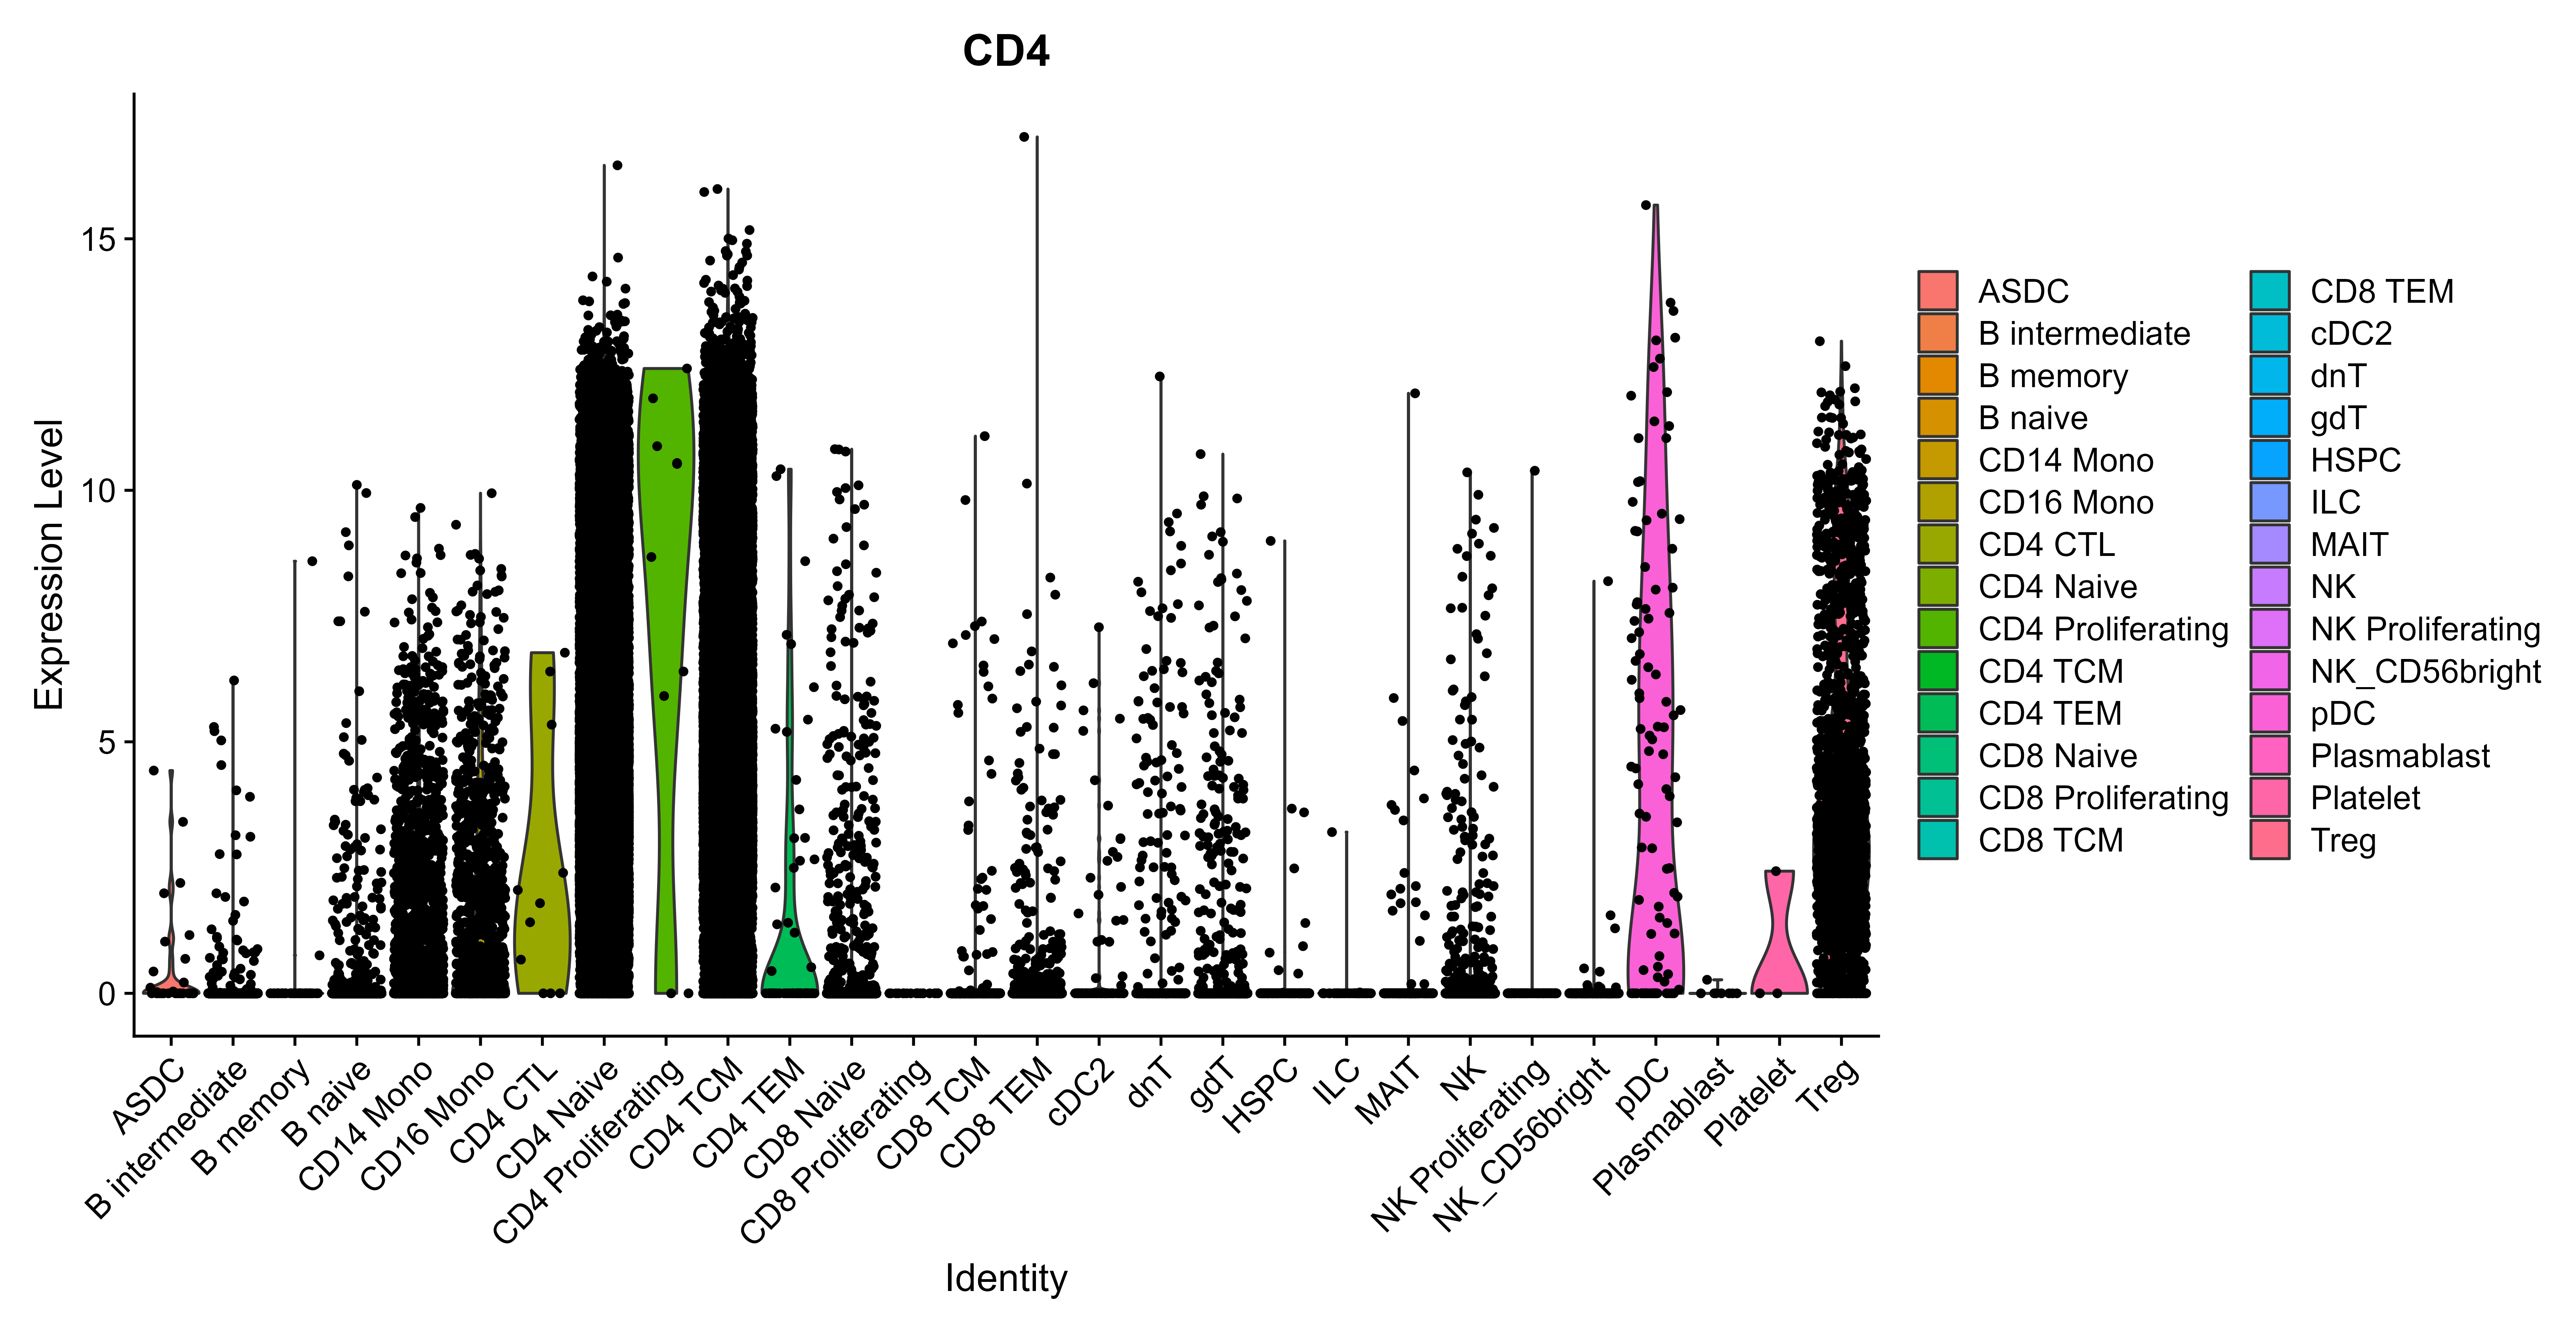 CD4
Expression Level
15
10
5
0
ASDC
B intermediate
B memory
B naive
CD14 Mono
CD16 Mono
CD4 CTL
CD4 Naive
CD4 Proliferating
CD4 TCM
CD4 TEM
CD8 Naive
CD8 Proliferating
CD8 TCM
CD8 TEM
cDC2
dnT
gdT
HSPC
ILC
MAIT
NK
NK Proliferating
NK_CD56bright
pDC
Plasmablast
Platelet
Treg
Identity
ASDC
B intermediate
B memory
B naive
CD14 Mono
CD16 Mono
CD4 CTL
CD4 Naive
CD4 Proliferating
CD4 TCM
CD4 TEM
CD8 Naive
CD8 Proliferating
CD8 TCM
CD8 TEM
cDC2
dnT
gdT
HSPC
ILC
MAIT
NK
NK Proliferating
NK_CD56bright
pDC
Plasmablast
Platelet
Treg